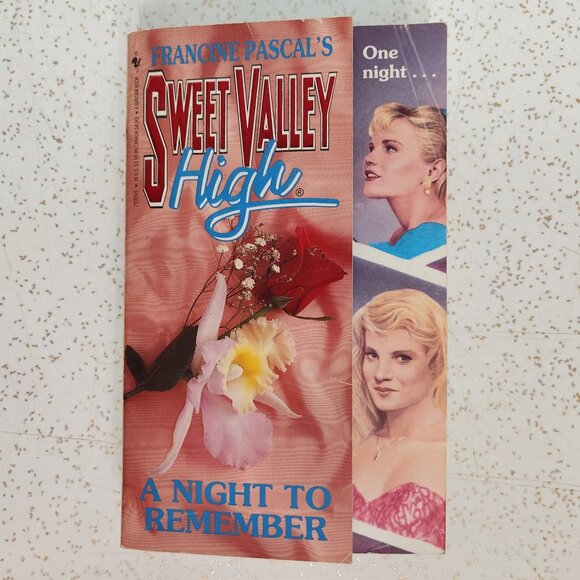 FRANCINE PASCAL'S
SWEET VALLEY
High®
A NIGHT TO
REMEMBER
One
night . . .